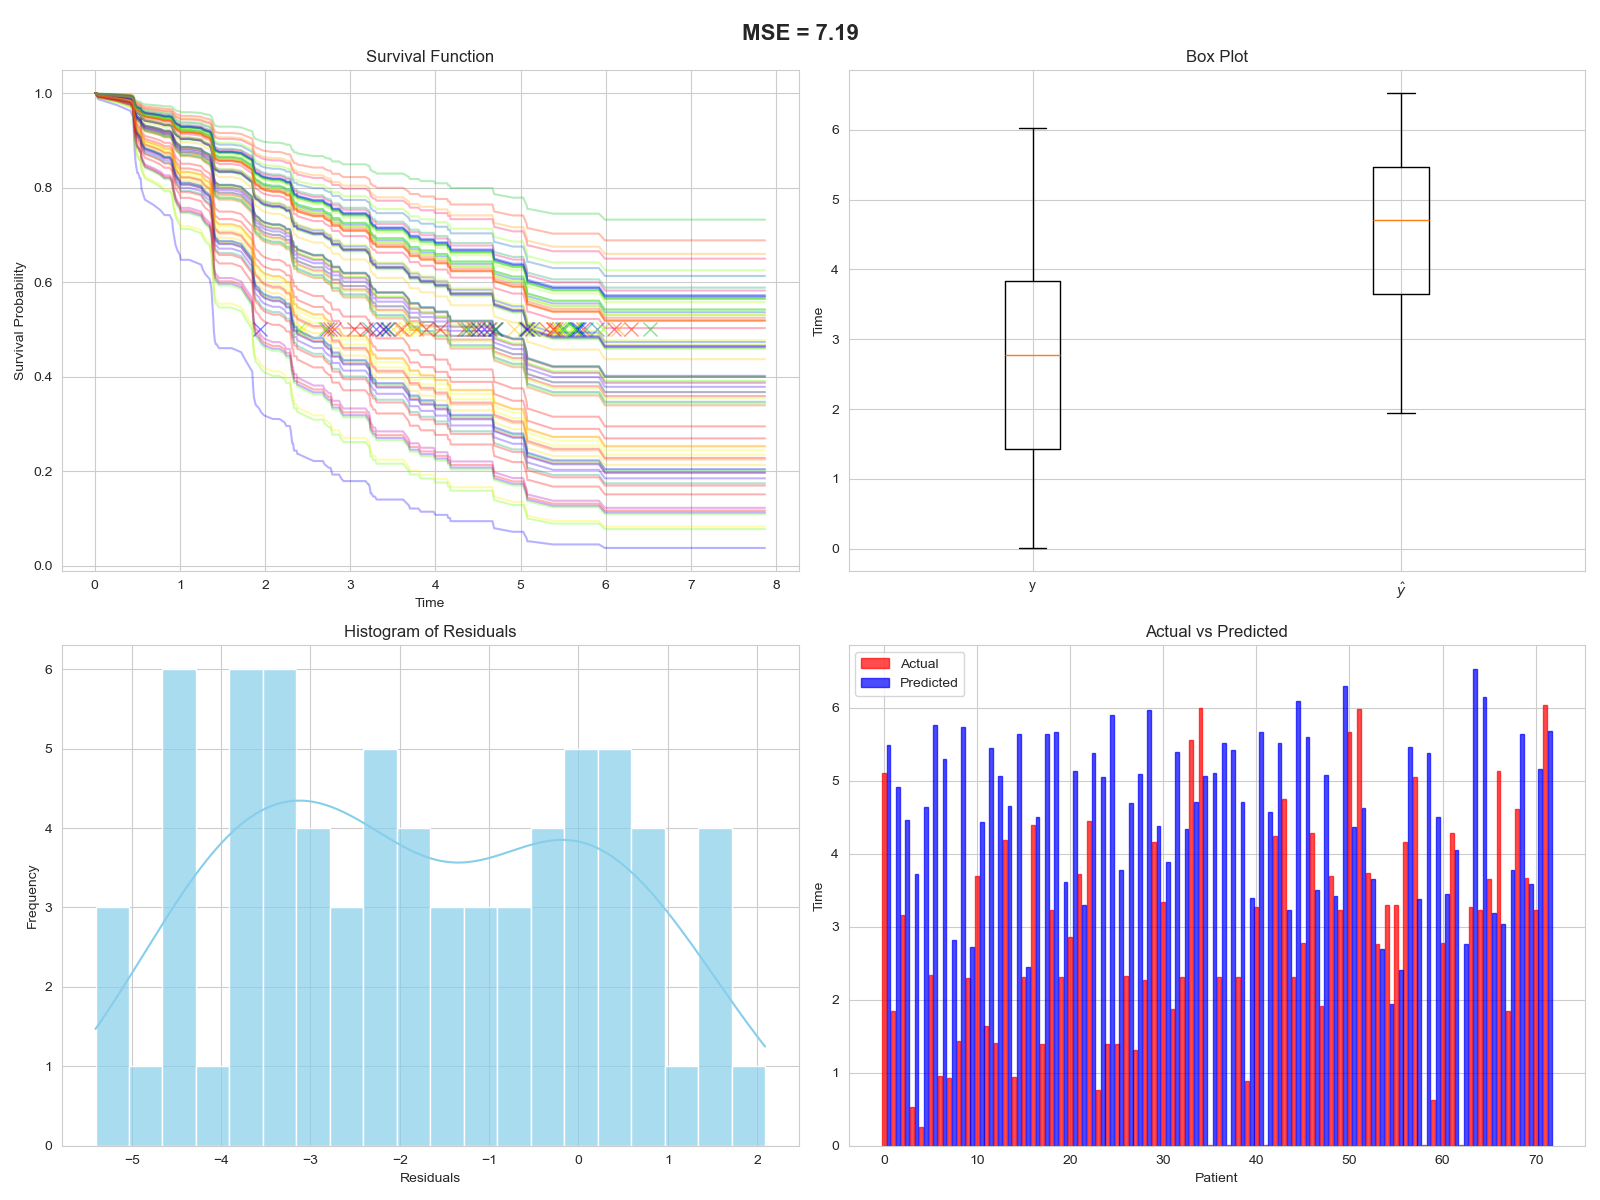 MSE = 7.19
Survival Function
1.0
0.8
0.6
0.4
0.2
0.0
Survival Probability
0 1 2 3 4 5 6 7 8
Time
Box Plot
6
5
4
3
2
1
0
Time
y ŷ
Histogram of Residuals
6
5
4
3
2
1
0
Frequency
−5 −4 −3 −2 −1 0 1 2
Residuals
Actual vs Predicted
Actual
Predicted
6
5
4
3
2
1
0
Time
0 10 20 30 40 50 60 70
Patient